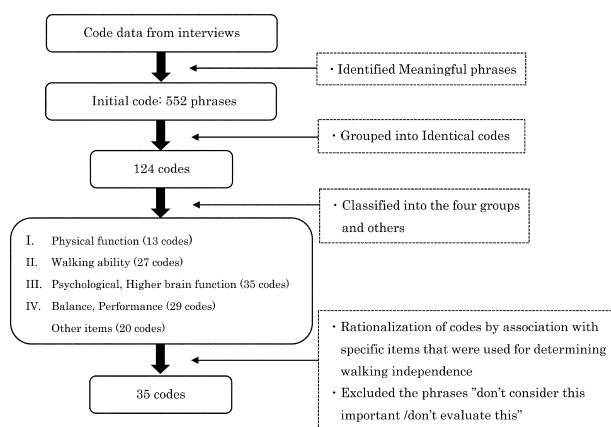 Code data from interviews
・Identified Meaningful phrases
Initial code: 552 phrases
・Grouped into Identical codes
124 codes
・Classified into the four groups
and others
I. Physical function (13 codes)
II. Walking ability (27 codes)
III. Psychological, Higher brain function (35 codes)
IV. Balance, Performance (29 codes)
Other items (20 codes)
・Rationalization of codes by association with
specific items that were used for determining
walking independence
・Excluded the phrases ”don’t consider this
important /don’t evaluate this”
35 codes